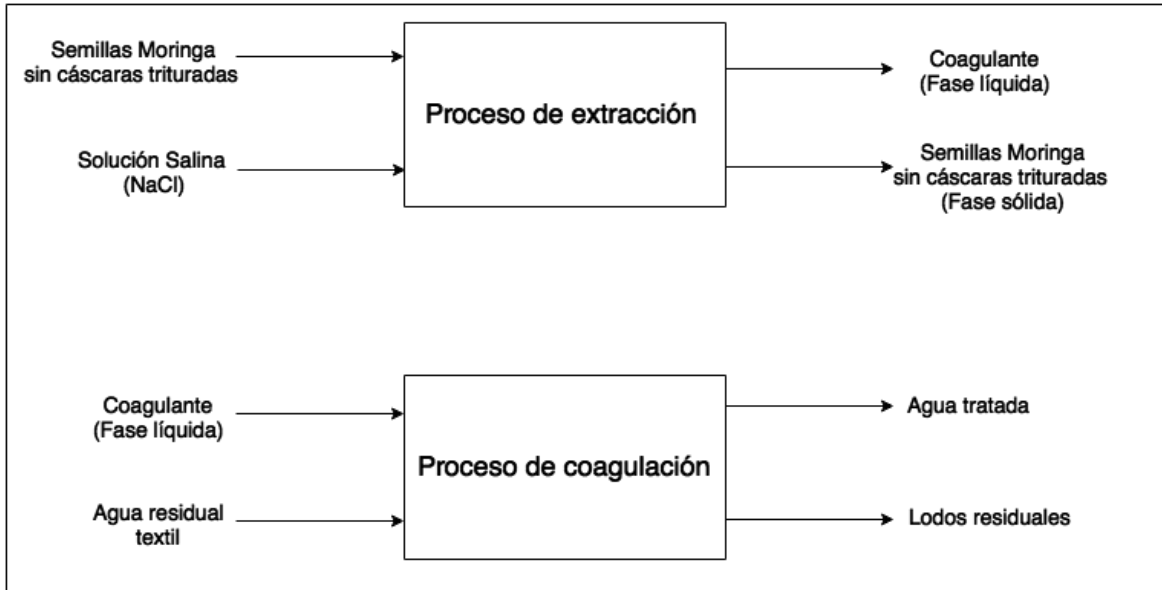 Semillas Moringa
sin cáscaras trituradas
Solución Salina
(NaCl)
Proceso de extracción
Coagulante
(Fase líquida)
Semillas Moringa
sin cáscaras trituradas
(Fase sólida)
Coagulante
(Fase líquida)
Agua residual
textil
Proceso de coagulación
Agua tratada
Lodos residuales